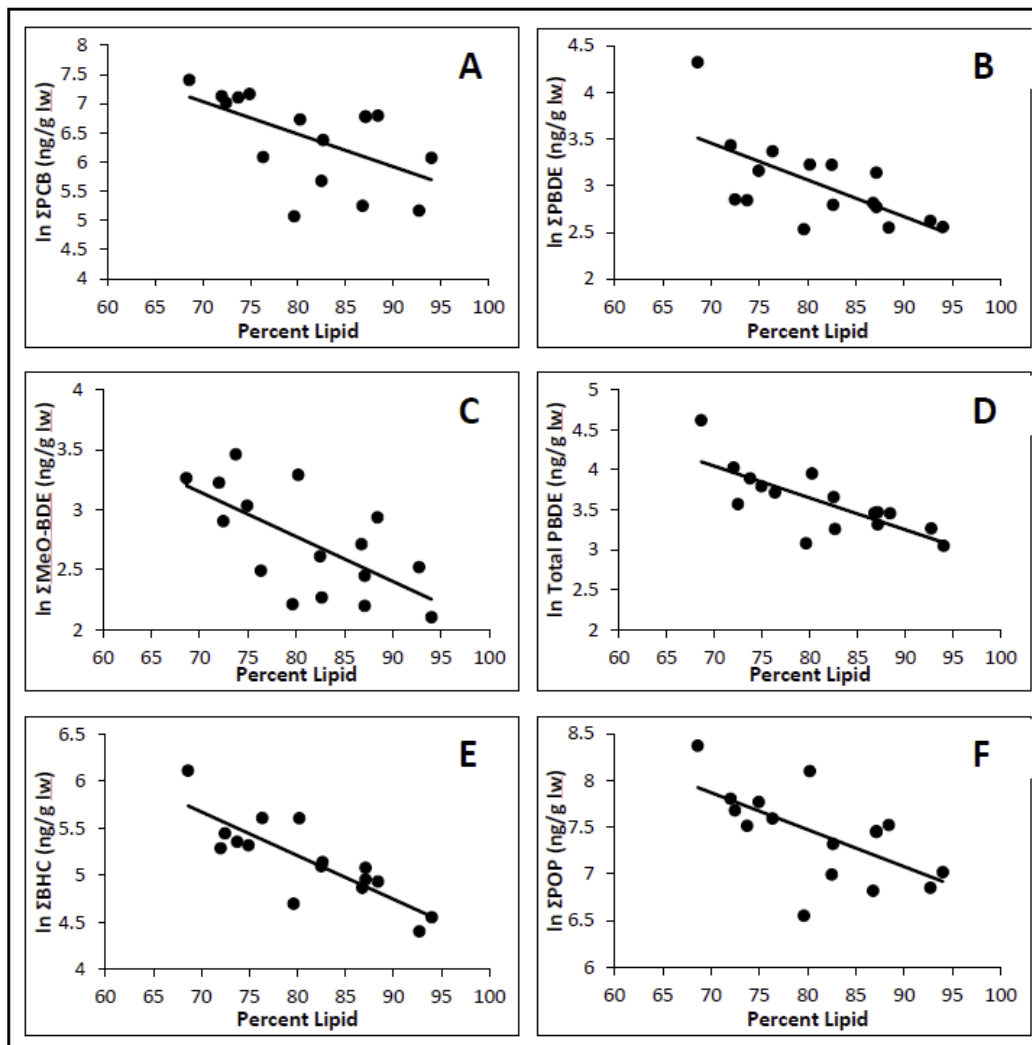 A
ln ΣPCB (ng/g lw)
8
7.5
7
6.5
6
5.5
5
4.5
4
60 65 70 75 80 85 90 95 100
Percent Lipid
B
ln ΣPBDE (ng/g lw)
4.5
4
3.5
3
2.5
2
60 65 70 75 80 85 90 95 100
Percent Lipid
C
ln ΣMeO-BDE (ng/g lw)
4
3.5
3
2.5
2
60 65 70 75 80 85 90 95 100
Percent Lipid
D
ln Total PBDE (ng/g lw)
5
4.5
4
3.5
3
2.5
2
60 65 70 75 80 85 90 95 100
Percent Lipid
E
ln ΣBHC (ng/g lw)
6.5
6
5.5
5
4.5
4
60 65 70 75 80 85 90 95 100
Percent Lipid
F
ln ΣPOP (ng/g lw)
8.5
8
7.5
7
6.5
6
60 65 70 75 80 85 90 95 100
Percent Lipid